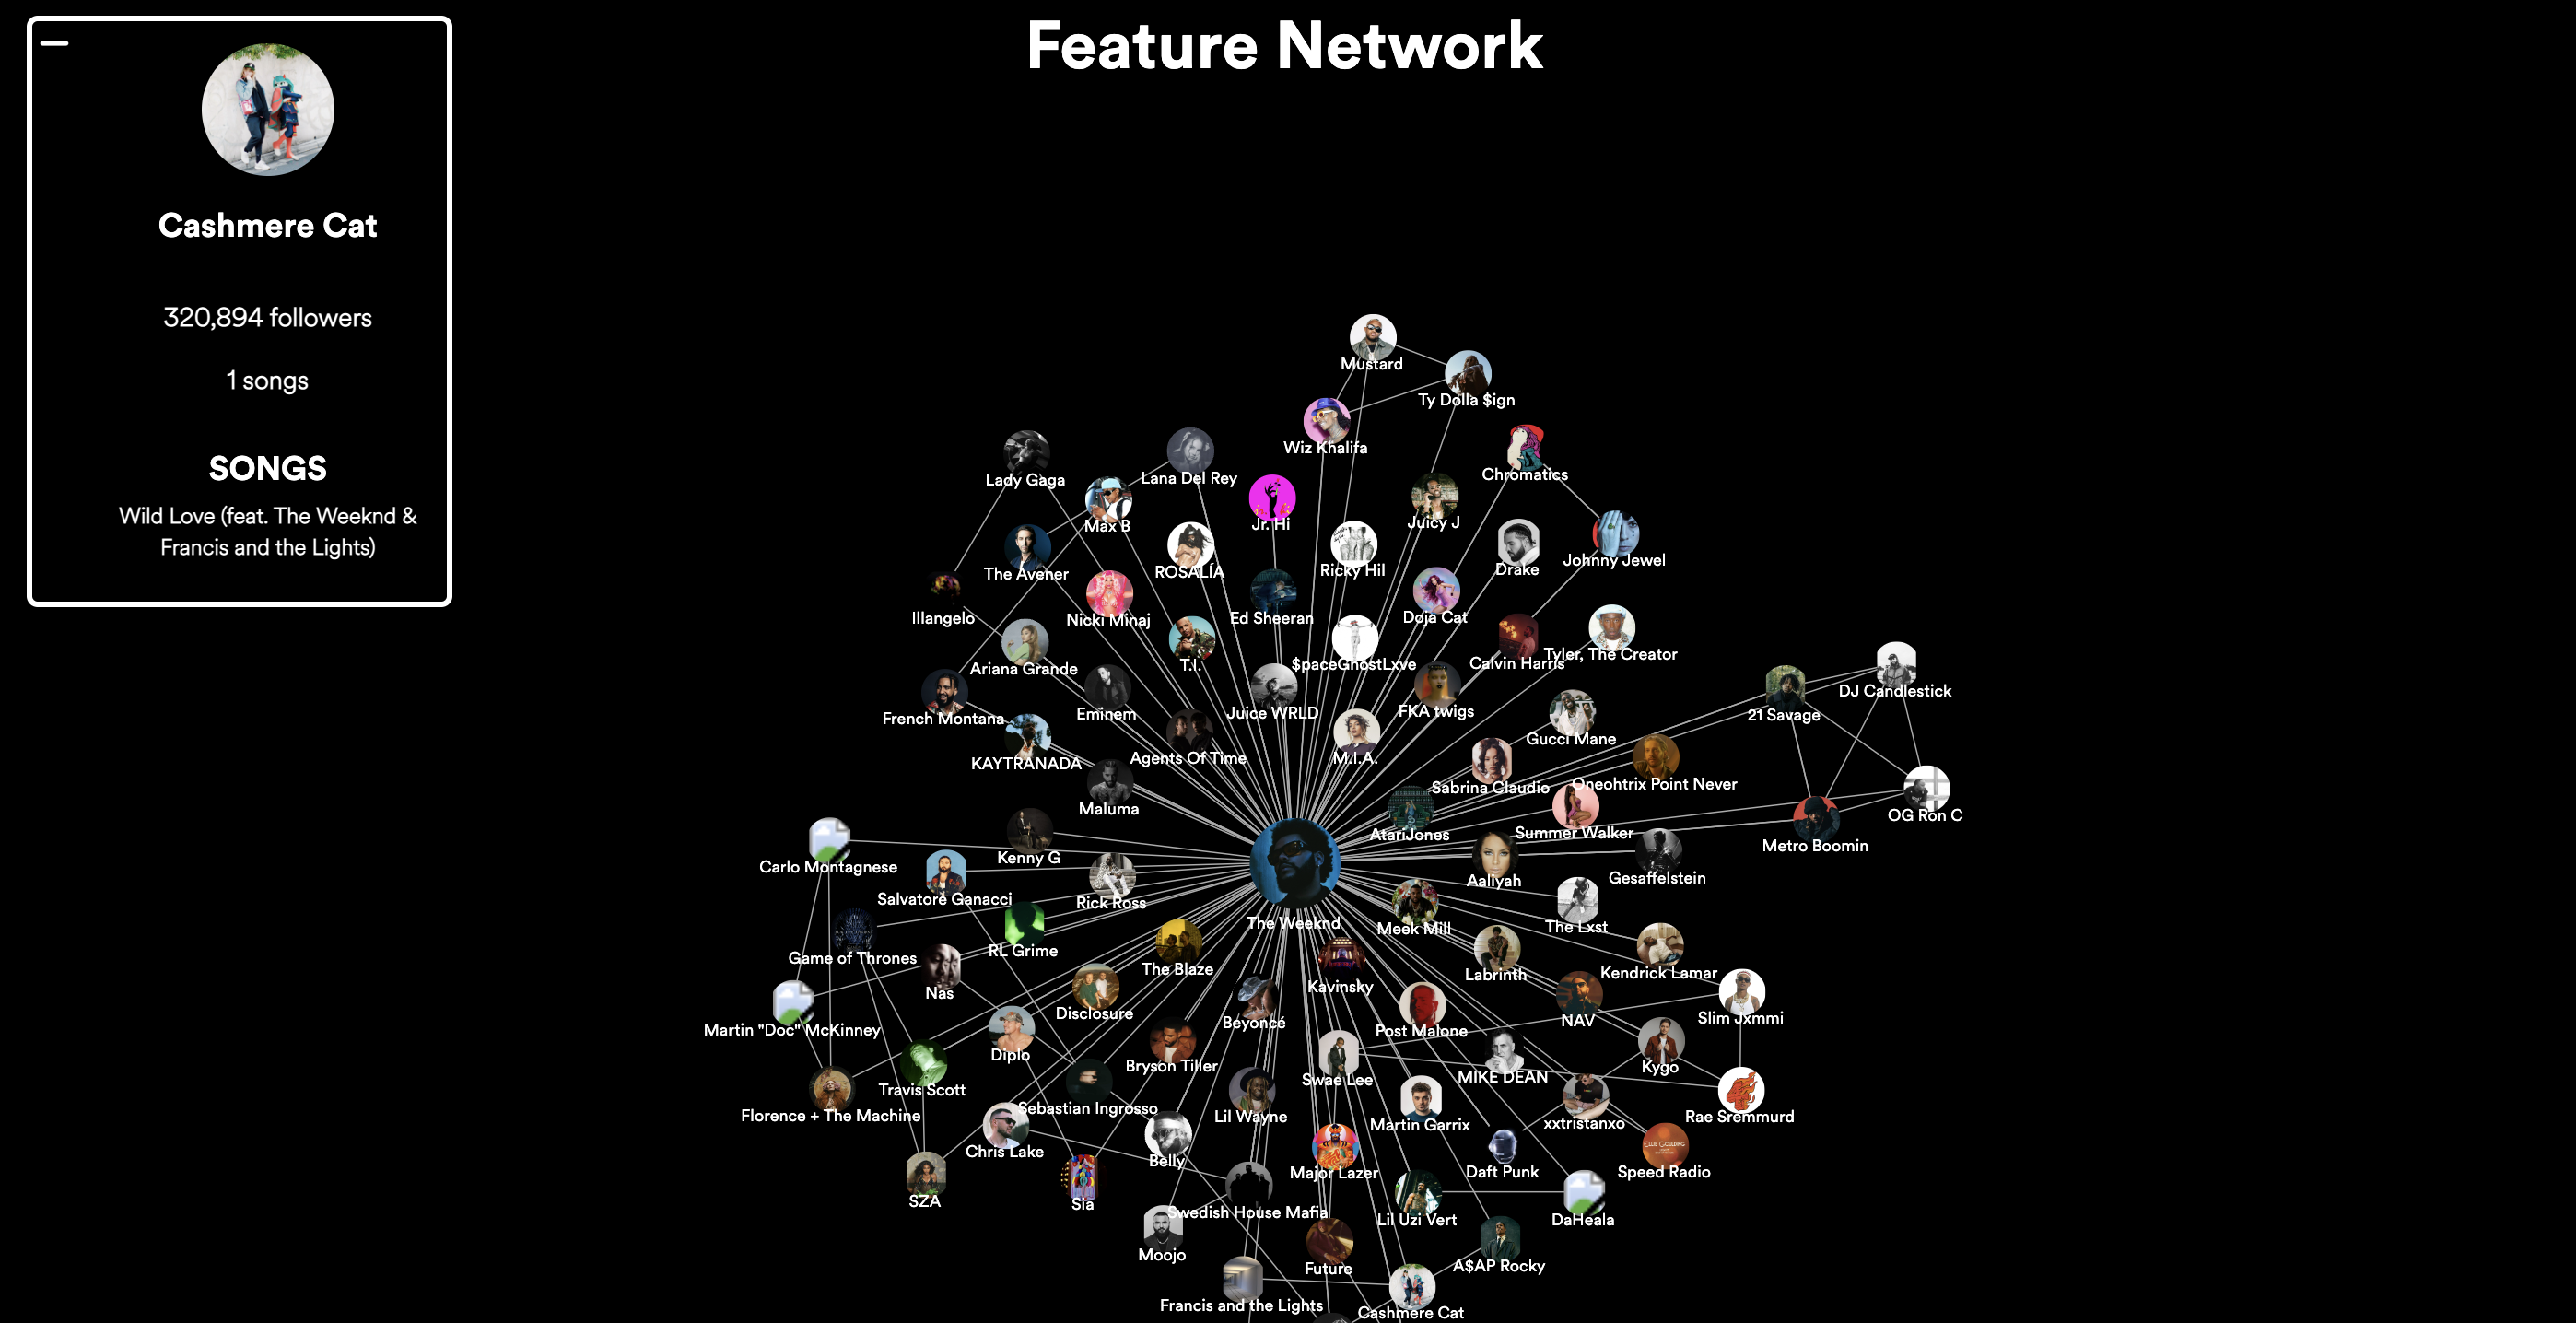 Feature Network
Cashmere Cat
320,894 followers
1 songs
SONGS
Wild Love (feat. The Weeknd &
Francis and the Lights)
Mustard
Ty Dolla $ign
Wiz Khalifa
Chromatics
Lady Gaga
Lana Del Rey
Max B
Jr. Hi
Juicy J
Johnny Jewel
The Avener
ROSALÍA
Ricky Hil
Drake
Illangelo
Nicki Minaj
Ed Sheeran
Doja Cat
Ariana Grande
T.I.
$paceGhostLxve
Calvin Harris
Tyler, The Creator
DJ Candlestick
French Montana
Eminem
Juice WRLD
FKA twigs
21 Savage
KAYTRANADA
Agents Of Time
M.I.A.
Gucci Mane
Sabrina Claudio
Oneohtrix Point Never
Maluma
OG Ron C
AtariJones
Summer Walker
Metro Boomin
Carlo Montagnese
Kenny G
Salvatore Ganacci
Rick Ross
Aaliyah
Gesaffelstein
The Weeknd
Meek Mill
The Lxst
Game of Thrones
RL Grime
The Blaze
Labrinth
Kendrick Lamar
Nas
Kavinsky
Martin "Doc" McKinney
Disclosure
Beyoncé
Post Malone
NAV
Slim Jxmmi
Diplo
Bryson Tiller
Swae Lee
MIKE DEAN
Kygo
Travis Scott
Florence + The Machine
Sebastian Ingrosso
Lil Wayne
Martin Garrix
xxtristanxo
Rae Sremmurd
Chris Lake
Belly
Major Lazer
Daft Punk
ELLIE GOULDING
Speed Radio
SZA
Sia
Swedish House Mafia
Lil Uzi Vert
DaHeala
Moojo
Future
A$AP Rocky
Francis and the Lights
Cashmere Cat